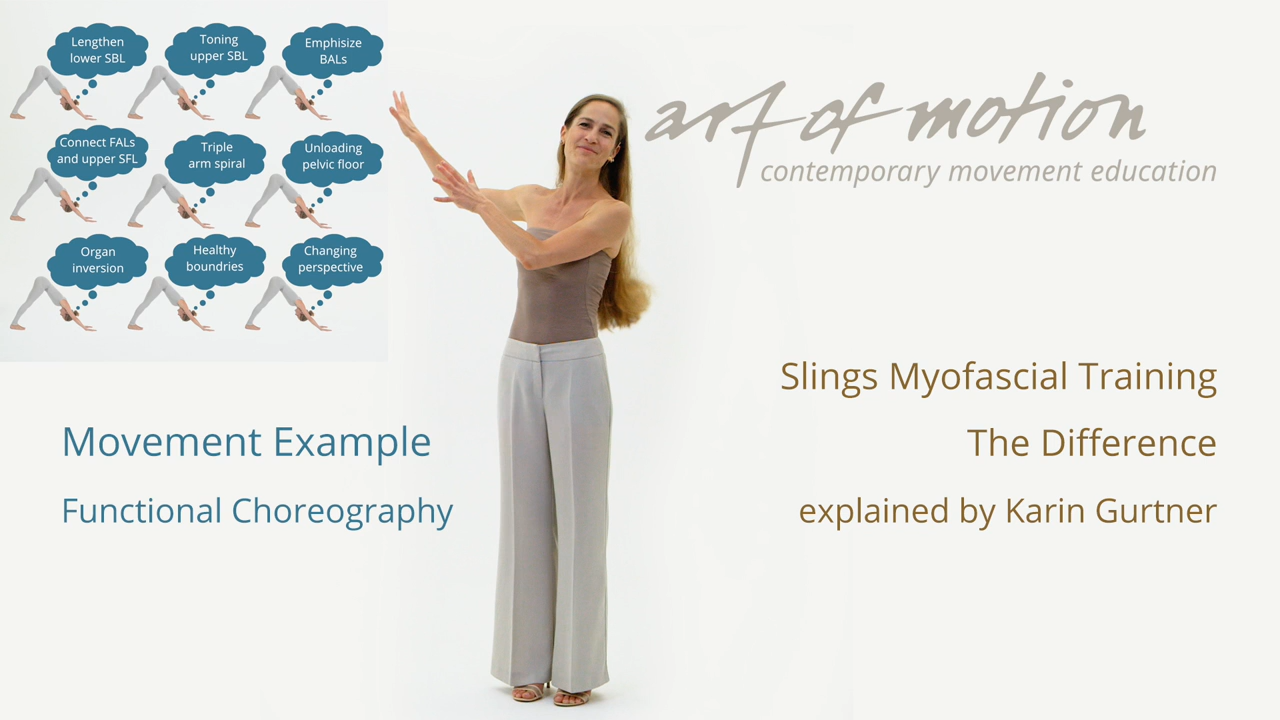 Lengthen
lower SBL
Toning
upper SBL
Emphisize
BALs
Connect FALs
and upper SFL
Triple
arm spiral
Unloading
pelvic floor
Organ
inversion
Healthy
boundries
Changing
perspective
art of motion
contemporary movement education
Movement Example
Functional Choreography
Slings Myofascial Training
The Difference
explained by Karin Gurtner